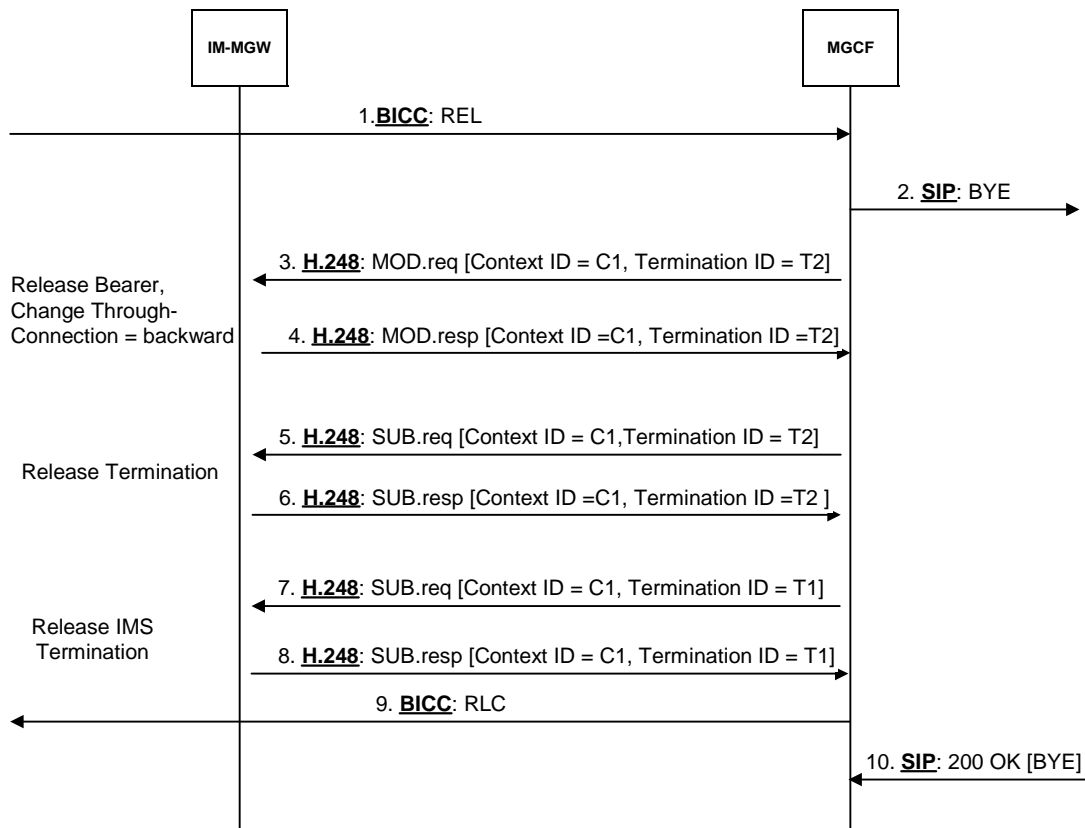 IM-MGW
MGCF
1.BICC: REL
2. SIP: BYE
3. H.248: MOD.req [Context ID = C1, Termination ID = T2]
Release Bearer,
Change Through-
Connection = backward
4. H.248: MOD.resp [Context ID =C1, Termination ID =T2]
5. H.248: SUB.req [Context ID = C1,Termination ID = T2]
Release Termination
6. H.248: SUB.resp [Context ID =C1, Termination ID =T2 ]
7. H.248: SUB.req [Context ID = C1, Termination ID = T1]
Release IMS
Termination
8. H.248: SUB.resp [Context ID = C1, Termination ID = T1]
9. BICC: RLC
10. SIP: 200 OK [BYE]